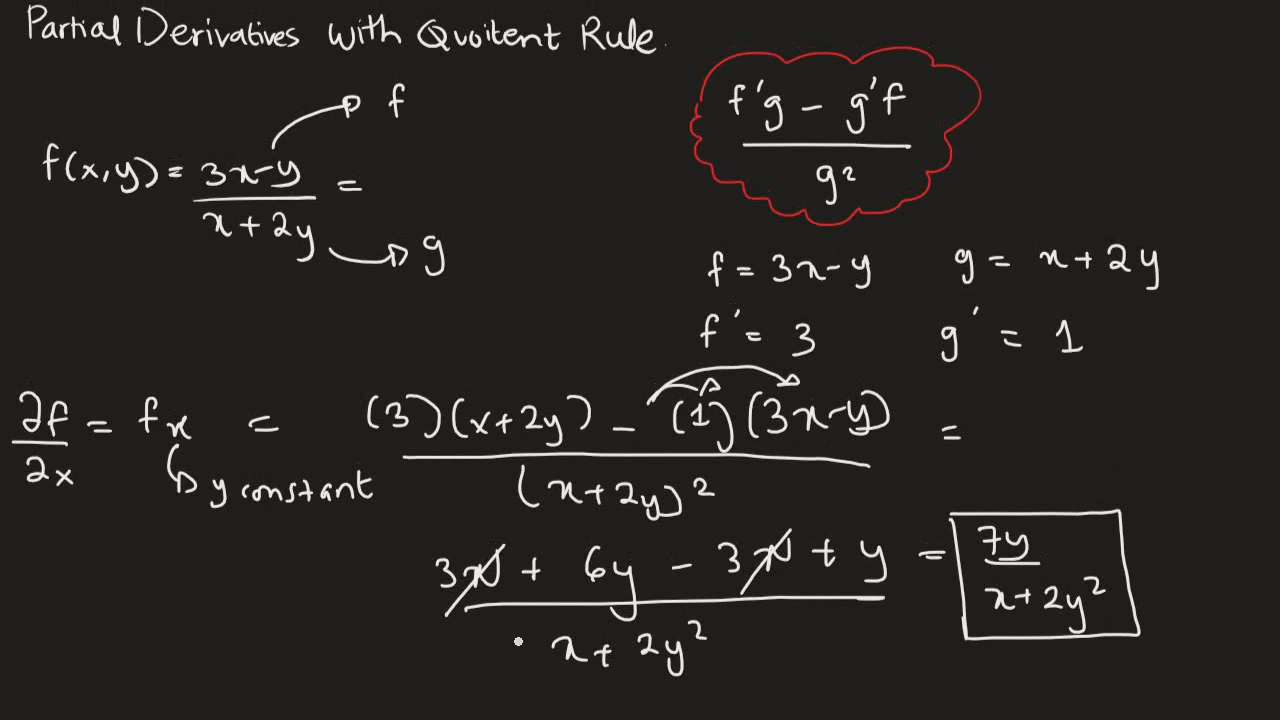 Partial Derivatives with Quoitent Rule.
f
f(x,y) = 3x-y / x+2y =
g
f'g - g'f / g²
f = 3x-y    g = x+2y
f' = 3    g' = 1
∂f/∂x = fx = (3)(x+2y) - (1)(3x-y) / (x+2y)² =
y constant
3x + 6y - 3x + y / x+2y² = 7y / x+2y²